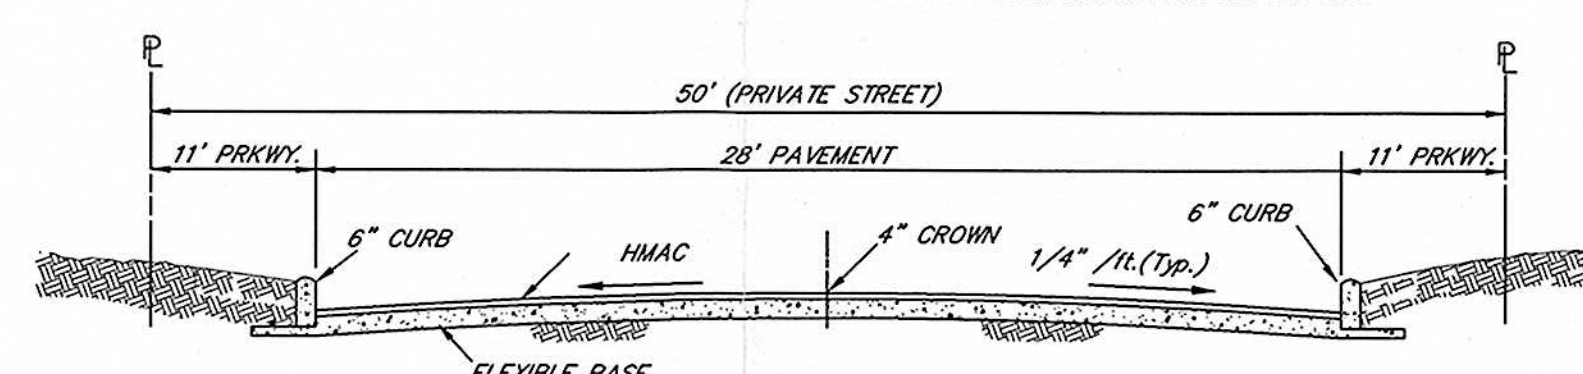 PL PL
50' (PRIVATE STREET)
11' PRKWY. 28' PAVEMENT 11' PRKWY.
6" CURB HMAC 4" CROWN 1/4" /ft.(Typ.) 6" CURB
FLEXIBLE BASE